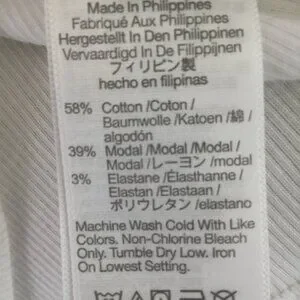 Made In Philippines
Fabriqué Aux Philippines
Hergestellt In Den Philippinen
Vervaardigd In De Filippijnen
フィリピン製
hecho en filipinas
58% Cotton /Coton /
Baumwolle /Katoen /綿 /
algodón
39% Modal /Modal /Modal /
Modal /レーヨン /modal
3% Elastane /Élasthanne /
Elastan /Elastaan /
ポリウレタン /elastano
Machine Wash Cold With Like
Colors. Non-Chlorine Bleach
Only. Tumble Dry Low. Iron
On Lowest Setting.